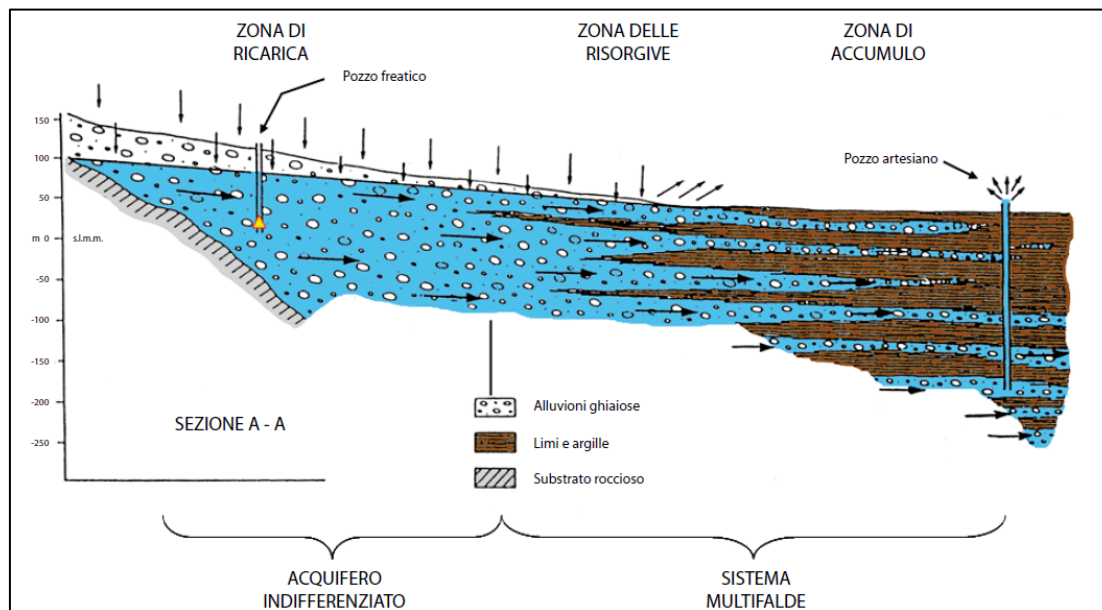 ZONA DI
RICARICA
ZONA DELLE
RISORGIVE
ZONA DI
ACCUMULO
Pozzo freatico
Pozzo artesiano
150
100
50
m 0 s.l.m.m.
-50
-100
-150
-200
-250
SEZIONE A - A
Alluvioni ghiaiose
Limi e argille
Substrato roccioso
ACQUIFERO
INDIFFERENZIATO
SISTEMA
MULTIFALDE